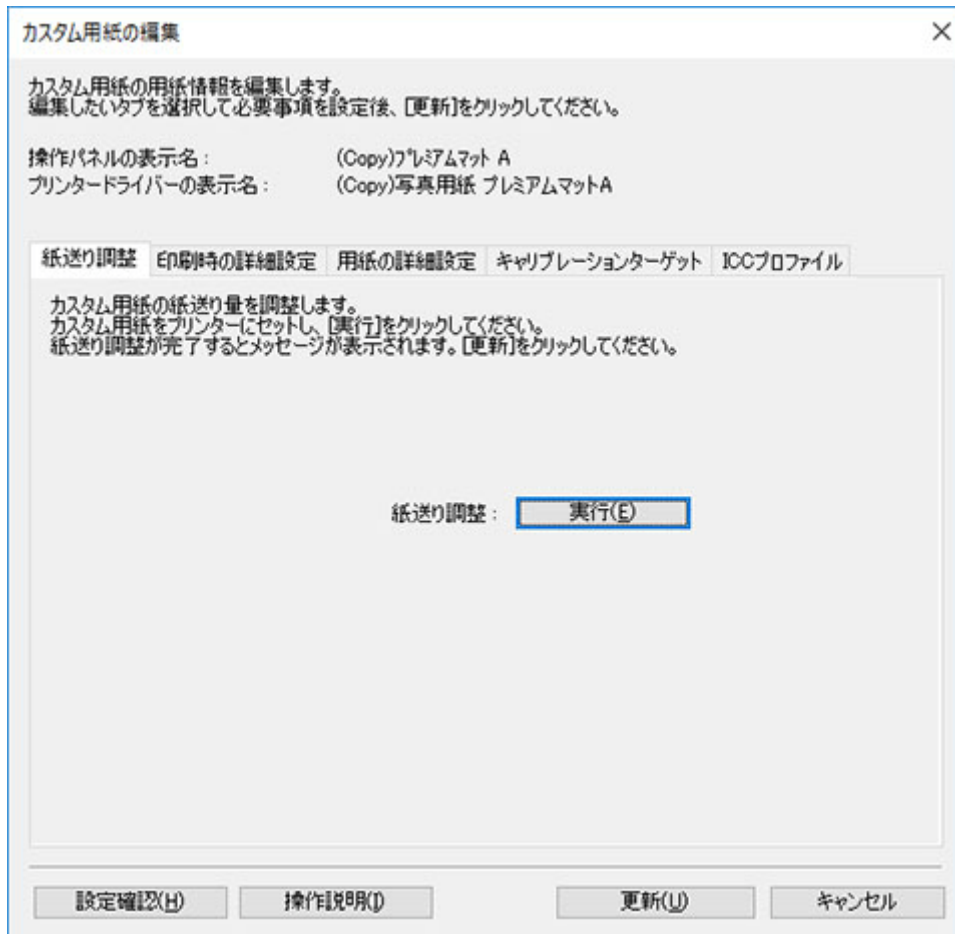 カスタム用紙の編集
カスタム用紙の用紙情報を編集します。
編集したいタブを選択して必要事項を設定後、[更新]をクリックしてください。
操作パネルの表示名： (Copy)ﾌﾟﾚﾐｱﾑﾏｯﾄ A
プリンタードライバーの表示名： (Copy)写真用紙 プレミアムマットA
紙送り調整 印刷時の詳細設定 用紙の詳細設定 キャリブレーションターゲット ICCプロファイル
カスタム用紙の紙送り量を調整します。
カスタム用紙をプリンターにセットし、[実行]をクリックしてください。
紙送り調整が完了するとメッセージが表示されます。[更新]をクリックしてください。
紙送り調整： 実行(E)
設定確認(H) 操作説明(I) 更新(U) キャンセル